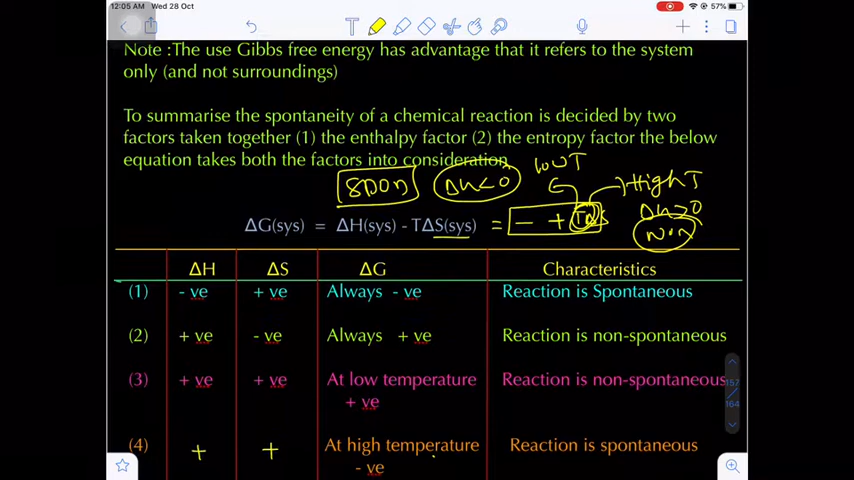 12:05 AM Wed 28 Oct
57%
Note :The use Gibbs free energy has advantage that it refers to the system
only (and not surroundings)
To summarise the spontaneity of a chemical reaction is decided by two
factors taken together (1) the enthalpy factor (2) the entropy factor the below
equation takes both the factors into consideration
low T
spon
High T
ΔG(sys) = ΔH(sys) - TΔS(sys) = - + TΔS
Non
ΔH ΔS ΔG Characteristics
(1) - ve + ve Always - ve Reaction is Spontaneous
(2) + ve - ve Always + ve Reaction is non-spontaneous
(3) + ve + ve At low temperature Reaction is non-spontaneous
+ ve
157
164
(4) + + At high temperature Reaction is spontaneous
- ve